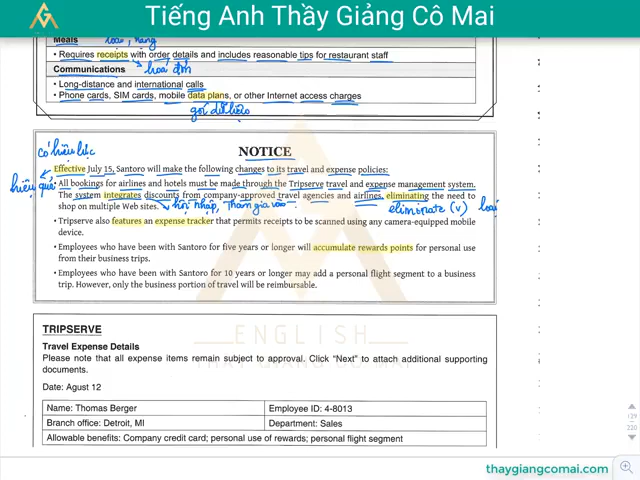 Tiếng Anh Thầy Giảng Cô Mai
Meals loại, hạng
• Requires receipts with order details and includes reasonable tips for restaurant staff
Communications hoá đơn
• Long-distance and international calls
• Phone cards, SIM cards, mobile data plans, or other Internet access charges
gói dữ liệu
có hiệu lực
NOTICE
Effective July 15, Santoro will make the following changes to its travel and expense policies:
hiệu quả
• All bookings for airlines and hotels must be made through the Tripserve travel and expense management system.
The system integrates discounts from company-approved travel agencies and airlines, eliminating the need to
shop on multiple Web sites. hội nhập, tham gia vào eliminate (v) loại
• Tripserve also features an expense tracker that permits receipts to be scanned using any camera-equipped mobile
device.
• Employees who have been with Santoro for five years or longer will accumulate rewards points for personal use
from their business trips.
• Employees who have been with Santoro for 10 years or longer may add a personal flight segment to a business
trip. However, only the business portion of travel will be reimbursable.
ENGLISH
TRIPSERVE
Travel Expense Details
Please note that all expense items remain subject to approval. Click “Next” to attach additional supporting
documents.
Date: Agust 12
Name: Thomas Berger Employee ID: 4-8013
Branch office: Detroit, MI Department: Sales
Allowable benefits: Company credit card; personal use of rewards; personal flight segment
129
220
thaygiangcomai.com/